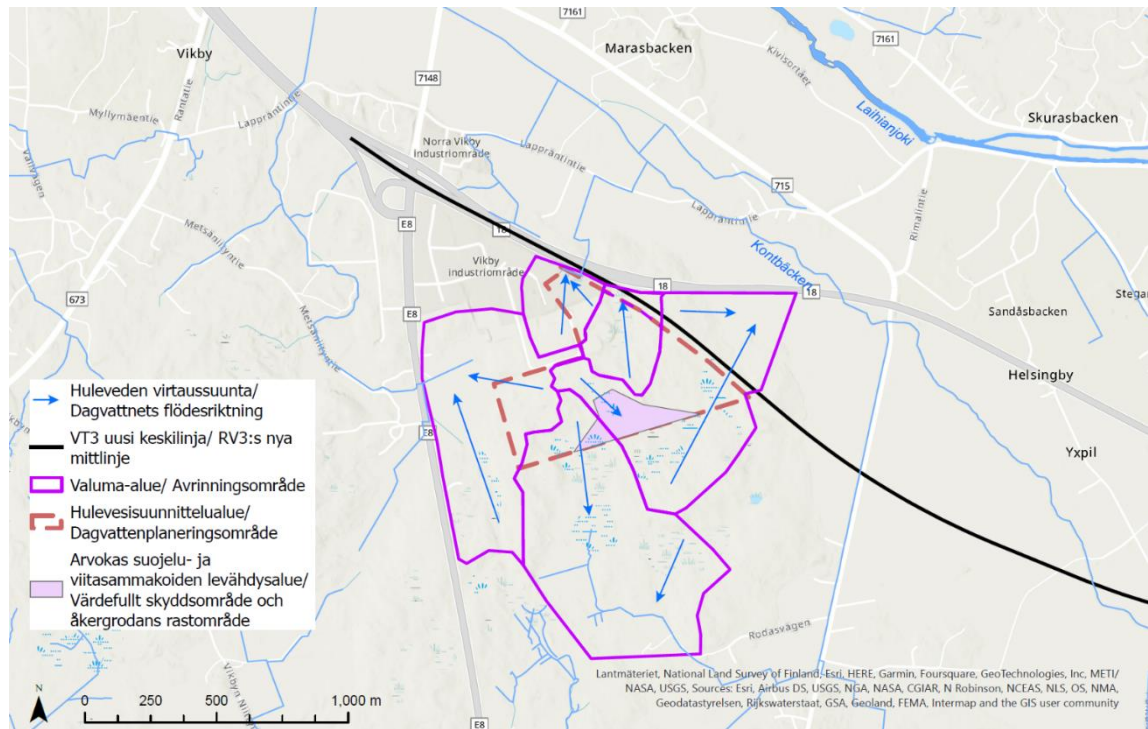 7161
Vikby
Marasbacken
7161
Kivisortåer
7148
Rantatie
Laihianjoki
Skurasbacken
Myllymäentie
Lappräntintie
Norra Vikby
industriområde
Lappräntintie
715
Lappräntintie
Rimalintie
Metsäniityntie
E8
18
Kontbäcken
Vikby
industriområde
18
18
673
E8
Sandåsbacken
Metsäniityntie
Helsingby
E8
Yxpil
Huleveden virtaussuunta/
Dagvattnets flödesriktning
VT3 uusi keskilinja/ RV3:s nya
mittlinje
Valuma-alue/ Avrinningsområde
Hulevesisuunnittelualue/
Dagvattenplaneringsområde
Arvokas suojelu- ja
viitasammakoiden levähdysalue/
Värdefullt skyddsområde och
åkergrodans rastområde
Rodasvägen
Lantmäteriet, National Land Survey of Finland, Esri, HERE, Garmin, Foursquare, GeoTechnologies, Inc, METI/
NASA, USGS, Sources: Esri, Airbus DS, USGS, NGA, NASA, CGIAR, N Robinson, NCEAS, NLS, OS, NMA,
Geodatastyrelsen, Rijkswaterstaat, GSA, Geoland, FEMA, Intermap and the GIS user community
N
0 250 500 1,000 m
E8